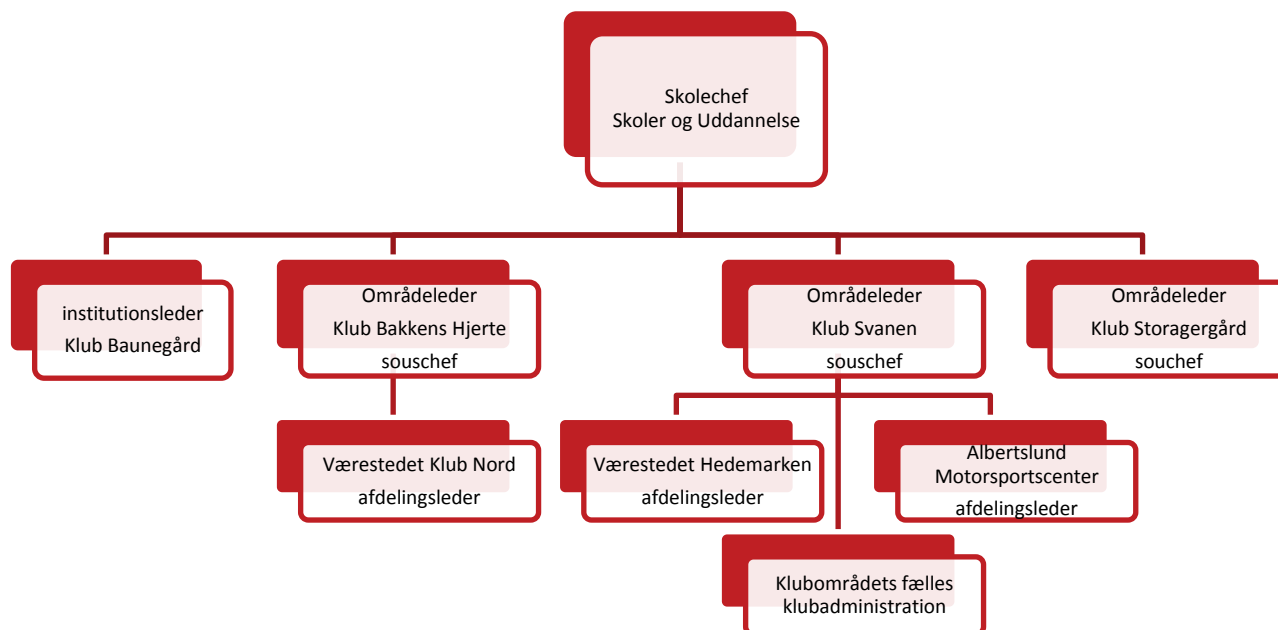 Skolechef
Skoler og Uddannelse
institutionsleder
Klub Baunegård
Områdeleder
Klub Bakkens Hjerte
souschef
Områdeleder
Klub Svanen
souschef
Områdeleder
Klub Storagergård
souchef
Værestedet Klub Nord
afdelingsleder
Værestedet Hedemarken
afdelingsleder
Albertslund
Motorsportscenter
afdelingsleder
Klubområdets fælles
klubadministration